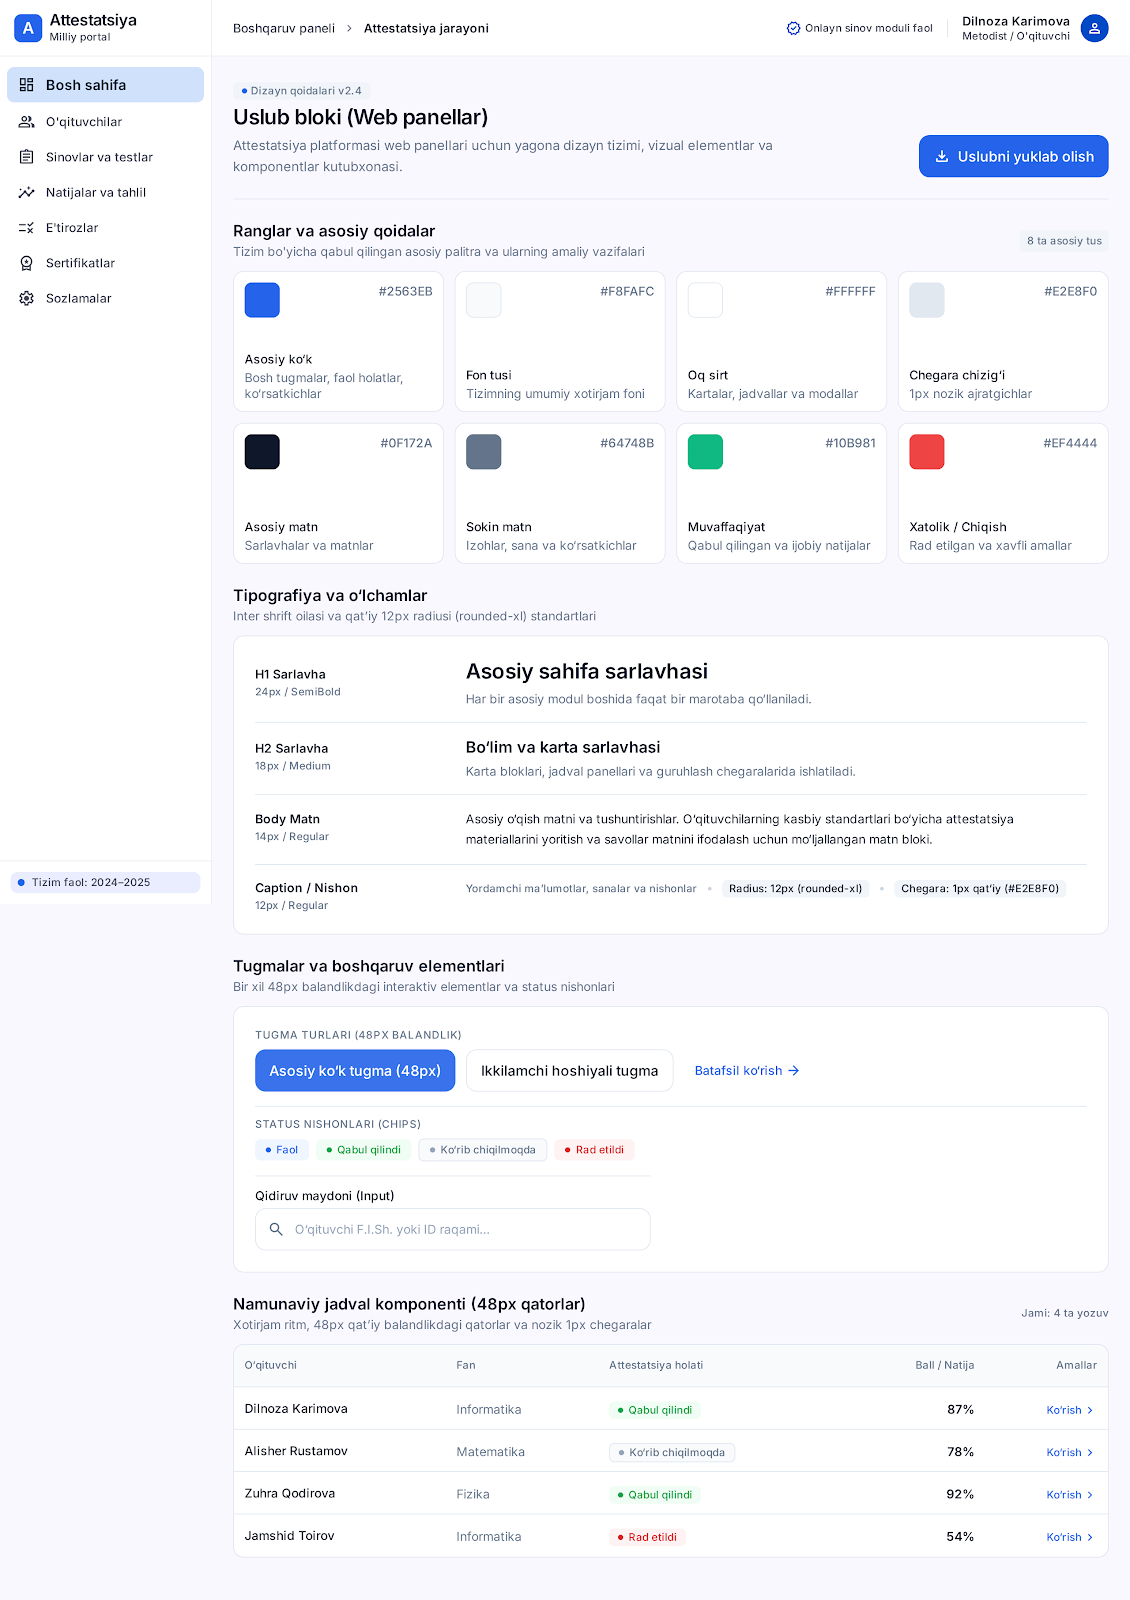 A
Attestatsiya
Milliy portal
Bosh sahifa
O'qituvchilar
Sinovlar va testlar
Natijalar va tahlil
E'tirozlar
Sertifikatlar
Sozlamalar
Tizim faol: 2024–2025
Boshqaruv paneli
Attestatsiya jarayoni
Onlayn sinov moduli faol
Dilnoza Karimova
Metodist / O'qituvchi
Dizayn qoidalari v2.4
Uslub bloki (Web panellar)
Attestatsiya platformasi web panellari uchun yagona dizayn tizimi, vizual elementlar va
komponentlar kutubxonasi.
Uslubni yuklab olish
Ranglar va asosiy qoidalar
Tizim bo'yicha qabul qilingan asosiy palitra va ularning amaliy vazifalari
8 ta asosiy tus
#2563EB
Asosiy ko‘k
Bosh tugmalar, faol holatlar,
ko‘rsatkichlar
#F8FAFC
Fon tusi
Tizimning umumiy xotirjam foni
#FFFFFF
Oq sirt
Kartalar, jadvallar va modallar
#E2E8F0
Chegara chizig‘i
1px nozik ajratgichlar
#0F172A
Asosiy matn
Sarlavhalar va matnlar
#64748B
Sokin matn
Izohlar, sana va ko‘rsatkichlar
#10B981
Muvaffaqiyat
Qabul qilingan va ijobiy natijalar
#EF4444
Xatolik / Chiqish
Rad etilgan va xavfli amallar
Tipografiya va o‘lchamlar
Inter shrift oilasi va qat’iy 12px radiusi (rounded-xl) standartlari
H1 Sarlavha
24px / SemiBold
Asosiy sahifa sarlavhasi
Har bir asosiy modul boshida faqat bir marotaba qo‘llaniladi.
H2 Sarlavha
18px / Medium
Bo‘lim va karta sarlavhasi
Karta bloklari, jadval panellari va guruhlash chegaralarida ishlatiladi.
Body Matn
14px / Regular
Asosiy o‘qish matni va tushuntirishlar. O‘qituvchilarning kasbiy standartlari bo‘yicha attestatsiya
materiallarini yoritish va savollar matnini ifodalash uchun mo‘ljallangan matn bloki.
Caption / Nishon
12px / Regular
Yordamchi ma’lumotlar, sanalar va nishonlar • Radius: 12px (rounded-xl) • Chegara: 1px qat’iy (#E2E8F0)
Tugmalar va boshqaruv elementlari
Bir xil 48px balandlikdagi interaktiv elementlar va status nishonlari
TUGMA TURLARI (48PX BALANDLIK)
Asosiy ko‘k tugma (48px)
Ikkilamchi hoshiyali tugma
Batafsil ko‘rish
STATUS NISHONLARI (CHIPS)
Faol
Qabul qilindi
Ko‘rib chiqilmoqda
Rad etildi
Qidiruv maydoni (Input)
O‘qituvchi F.I.Sh. yoki ID raqami...
Namunaviy jadval komponenti (48px qatorlar)
Xotirjam ritm, 48px qat’iy balandlikdagi qatorlar va nozik 1px chegaralar
Jami: 4 ta yozuv
O‘qituvchi Fan Attestatsiya holati Ball / Natija Amallar
Dilnoza Karimova Informatika Qabul qilindi 87% Ko‘rish
Alisher Rustamov Matematika Ko‘rib chiqilmoqda 78% Ko‘rish
Zuhra Qodirova Fizika Qabul qilindi 92% Ko‘rish
Jamshid Toirov Informatika Rad etildi 54% Ko‘rish